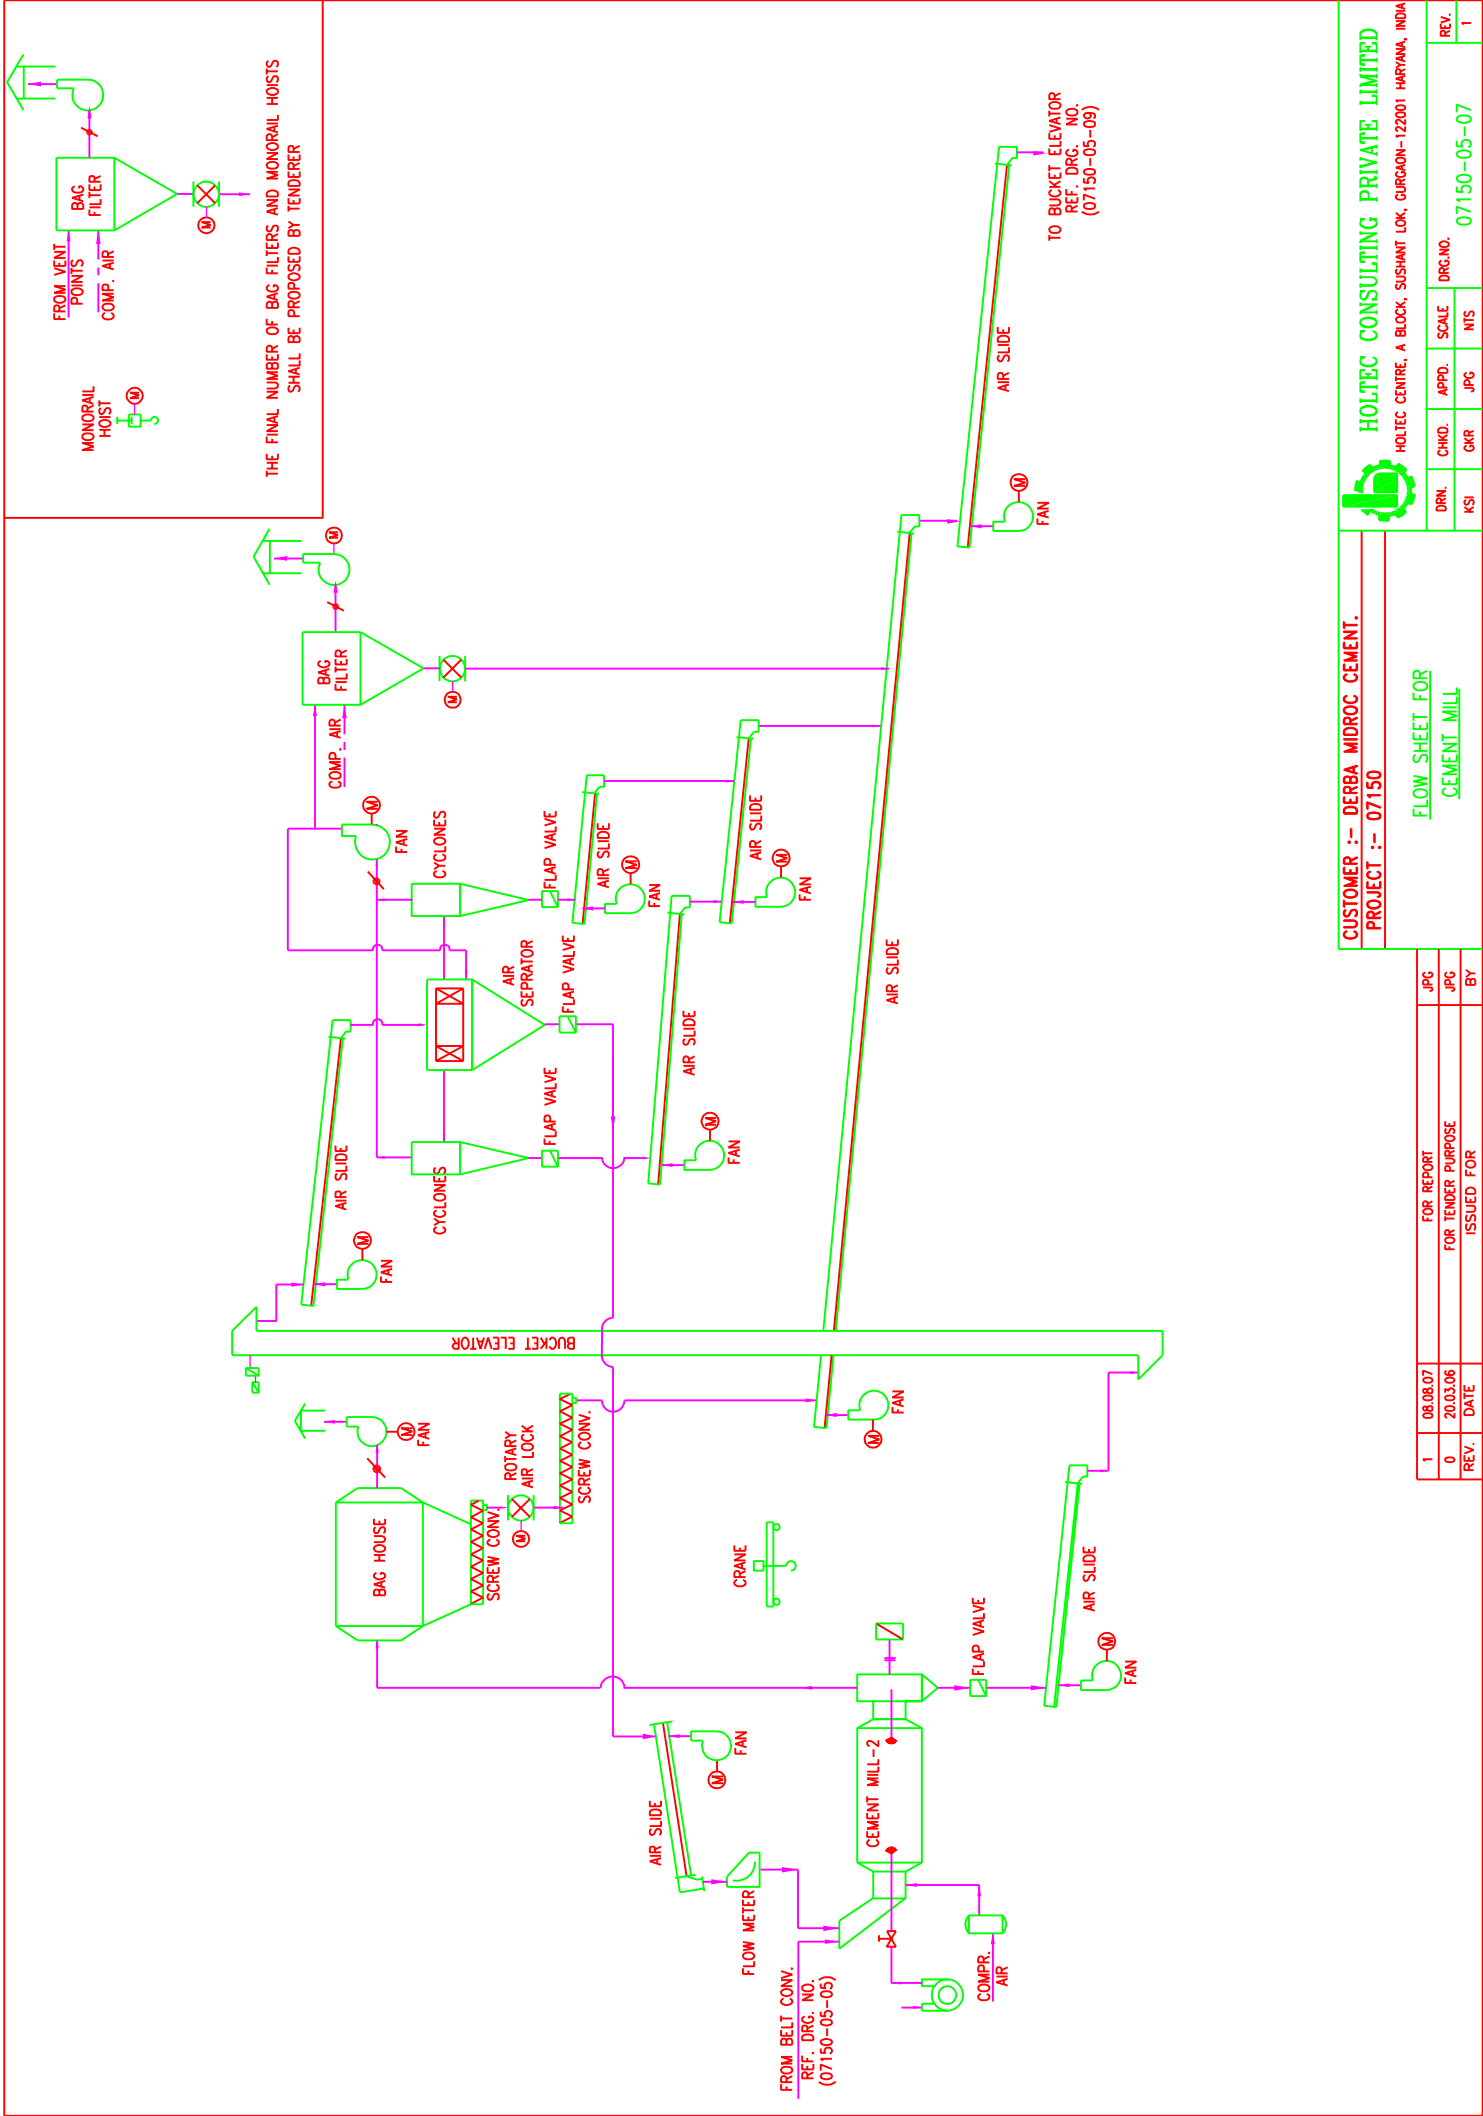 FROM VENT
POINTS
COMP. AIR
BAG
FILTER
M
MONORAIL
HOIST
M
THE FINAL NUMBER OF BAG FILTERS AND MONORAIL HOISTS
SHALL BE PROPOSED BY TENDERER
BAG HOUSE
M
FAN
SCREW CONV.
ROTARY
AIR LOCK
M
SCREW CONV.
BUCKET ELEVATOR
AIR SLIDE
M
FAN
CYCLONES
FLAP VALVE
AIR
SEPRATOR
FLAP VALVE
CYCLONES
FLAP VALVE
M
FAN
COMP. AIR
BAG
FILTER
M
M
AIR SLIDE
M
FAN
AIR SLIDE
M
FAN
AIR SLIDE
M
FAN
AIR SLIDE
M
FAN
AIR SLIDE
M
FAN
TO BUCKET ELEVATOR
REF. DRG. NO.
(07150-05-09)
AIR SLIDE
M
FAN
FLOW METER
CRANE
FROM BELT CONV.
REF. DRG. NO.
(07150-05-05)
CEMENT MILL-2
COMPR.
AIR
FLAP VALVE
AIR SLIDE
M
FAN
1 08.08.07 FOR REPORT JPG
0 20.03.06 FOR TENDER PURPOSE JPG
REV. DATE ISSUED FOR BY
CUSTOMER :- DERBA MIDROC CEMENT.
PROJECT :- 07150
FLOW SHEET FOR
CEMENT MILL
HOLTEC CONSULTING PRIVATE LIMITED
HOLTEC CENTRE, A BLOCK, SUSHANT LOK, GURGAON-122001 HARYANA, INDIA
DRN. CHKD. APPD. SCALE DRG.NO. REV.
KSI GKR JPG NTS 07150-05-07 1